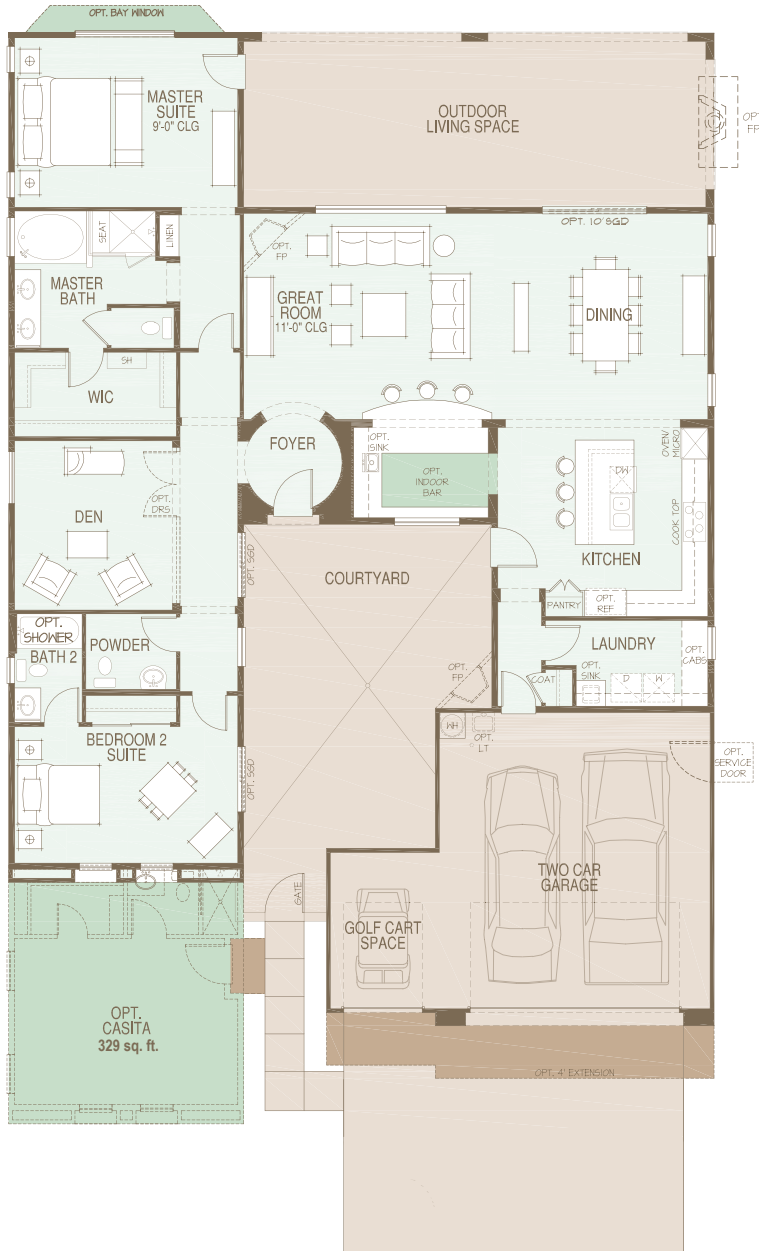 OPT. BAY WINDOW
MASTER
SUITE
9'-0" CLG
OUTDOOR
LIVING SPACE
OPT
FP
OPT. 10' SGD
SEAT
LINEN
OPT.
FP
MASTER
BATH
GREAT
ROOM
11'-0" CLG
DINING
SH
WIC
FOYER
OPT.
SINK
OPT.
INDOOR
BAR
OVEN/
MICRO
DW
COOK TOP
KITCHEN
OPT.
DRS
DEN
OPT. SGD
COURTYARD
PANTRY
OPT.
REF
OPT.
SHOWER
BATH 2
POWDER
LAUNDRY
OPT.
CABS
OPT.
FP
COAT
OPT.
SINK
D
W
BEDROOM 2
SUITE
WH
OPT.
LT
OPT.
SERVICE
DOOR
OPT. SGD
TWO CAR
GARAGE
GATE
GOLF CART
SPACE
OPT.
CASITA
329 sq. ft.
OPT. 4' EXTENSION